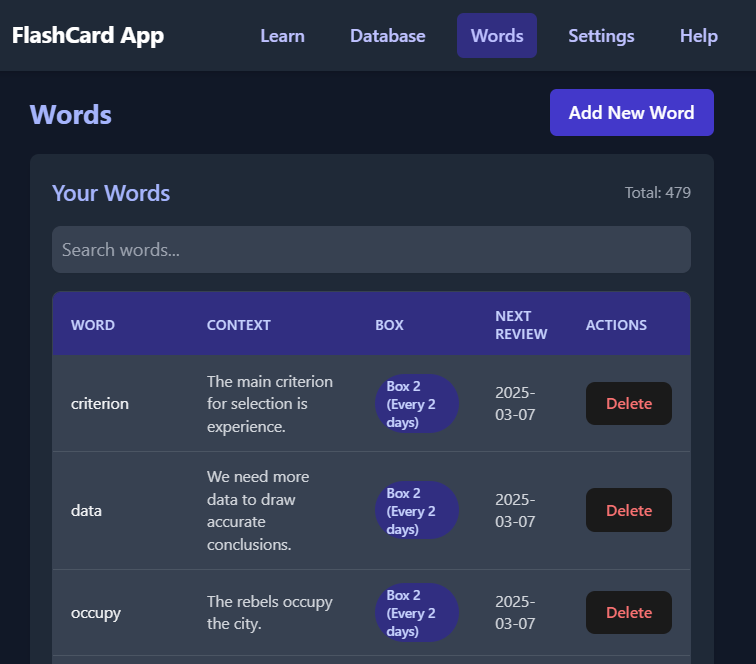 FlashCard App Learn Database Words Settings Help
Words Add New Word
Your Words Total: 479
Search words...
WORD CONTEXT BOX NEXT REVIEW ACTIONS
criterion
The main criterion
for selection is
experience.
Box 2
(Every 2
days)
2025-
03-07
Delete
data
We need more
data to draw
accurate
conclusions.
Box 2
(Every 2
days)
2025-
03-07
Delete
occupy
The rebels occupy
the city.
Box 2
(Every 2
days)
2025-
03-07
Delete